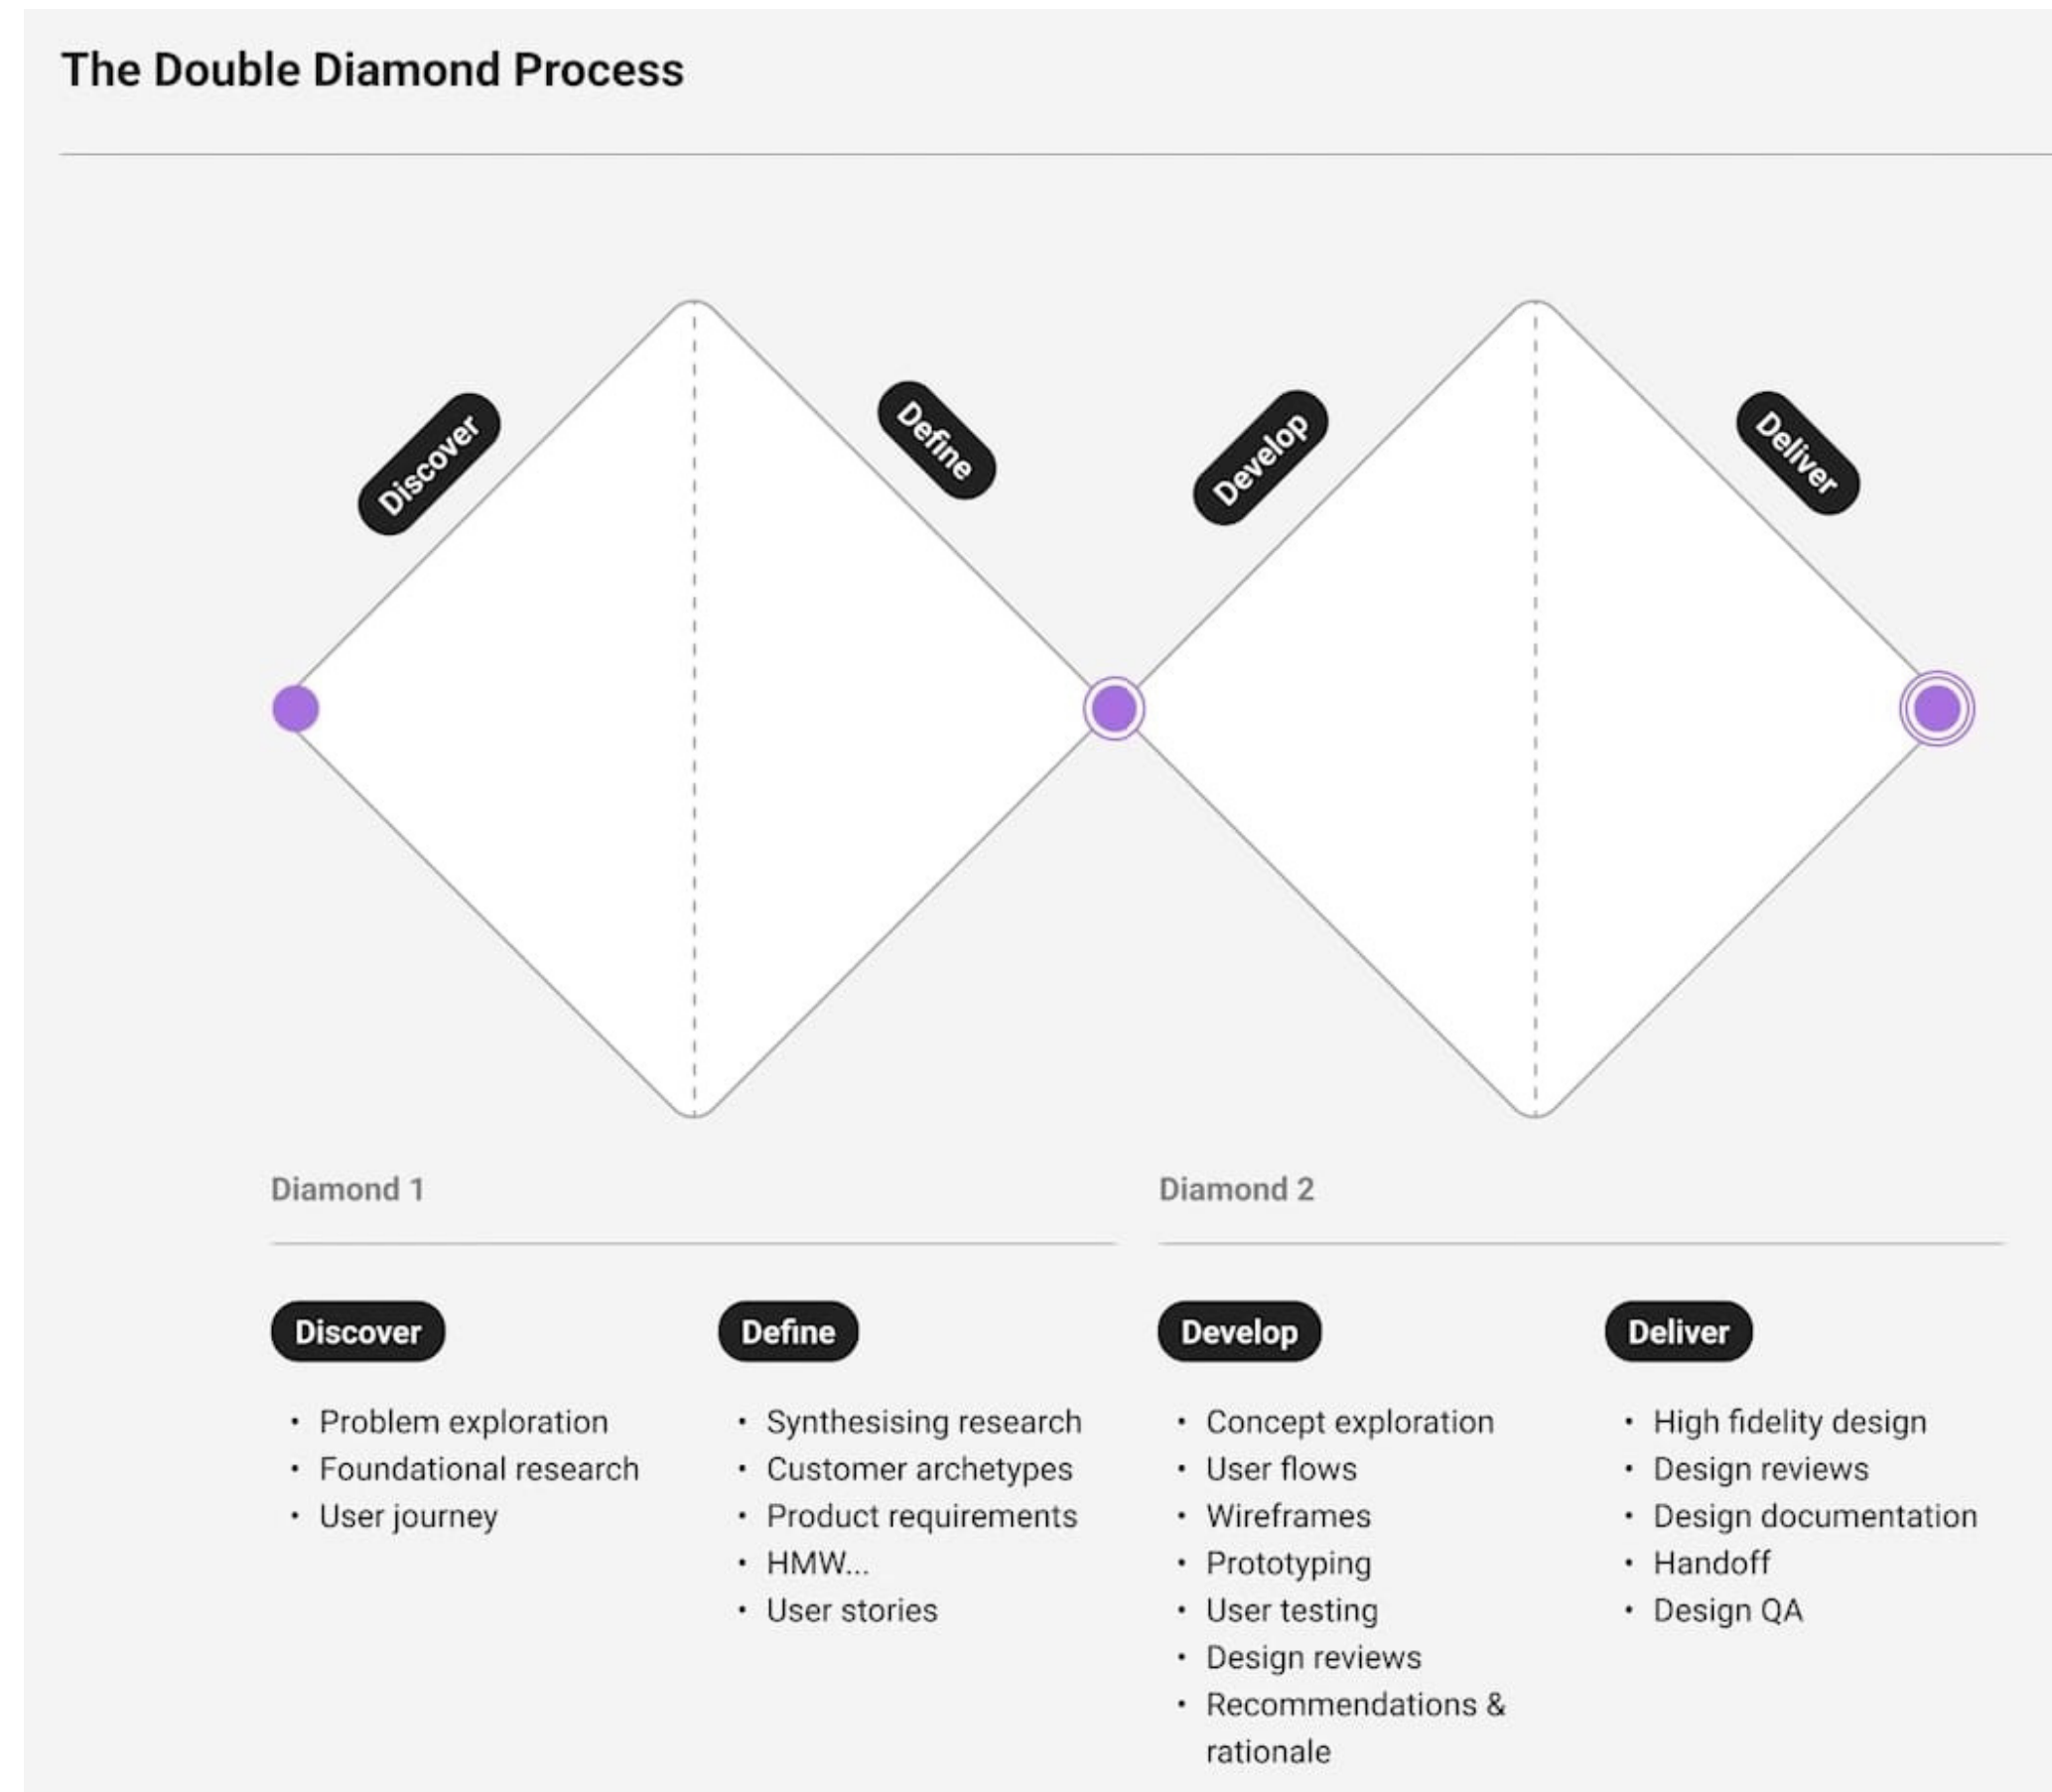 The Double Diamond Process
Discover
Define
Develop
Deliver
Diamond 1
Diamond 2
Discover
• Problem exploration
• Foundational research
• User journey
Define
• Synthesising research
• Customer archetypes
• Product requirements
• HMW...
• User stories
Develop
• Concept exploration
• User flows
• Wireframes
• Prototyping
• User testing
• Design reviews
• Recommendations &
rationale
Deliver
• High fidelity design
• Design reviews
• Design documentation
• Handoff
• Design QA